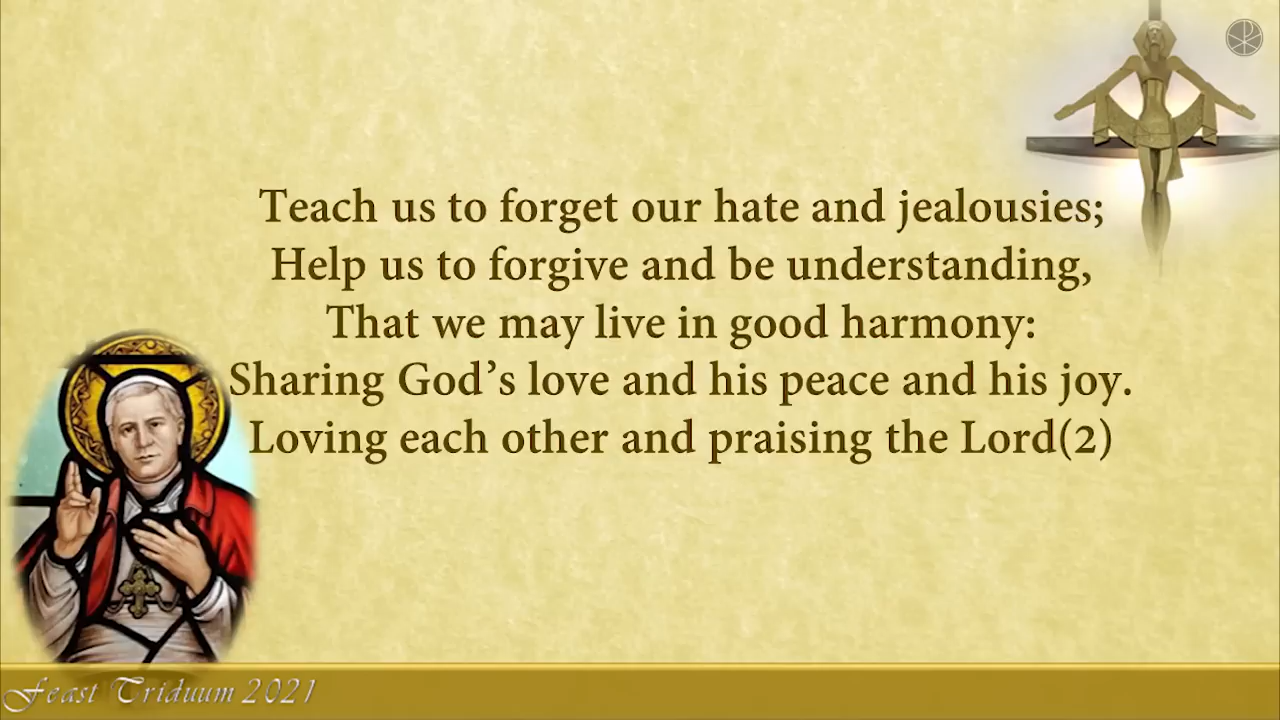 Teach us to forget our hate and jealousies;
Help us to forgive and be understanding,
That we may live in good harmony:
Sharing God’s love and his peace and his joy.
Loving each other and praising the Lord(2)
Feast Triduum 2021